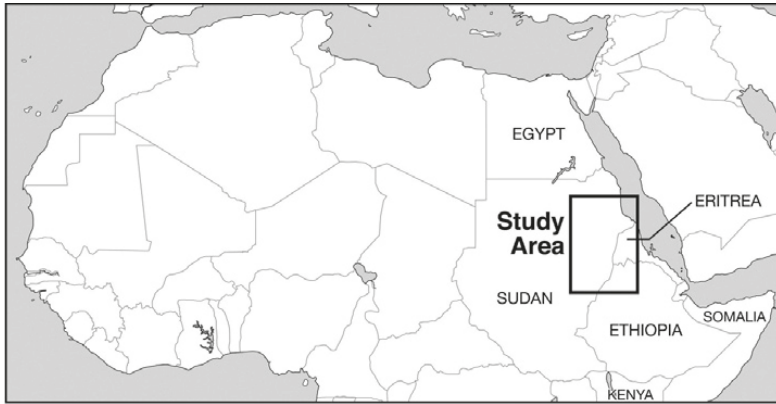 EGYPT
ERITREA
Study
Area
SUDAN
SOMALIA
ETHIOPIA
KENYA